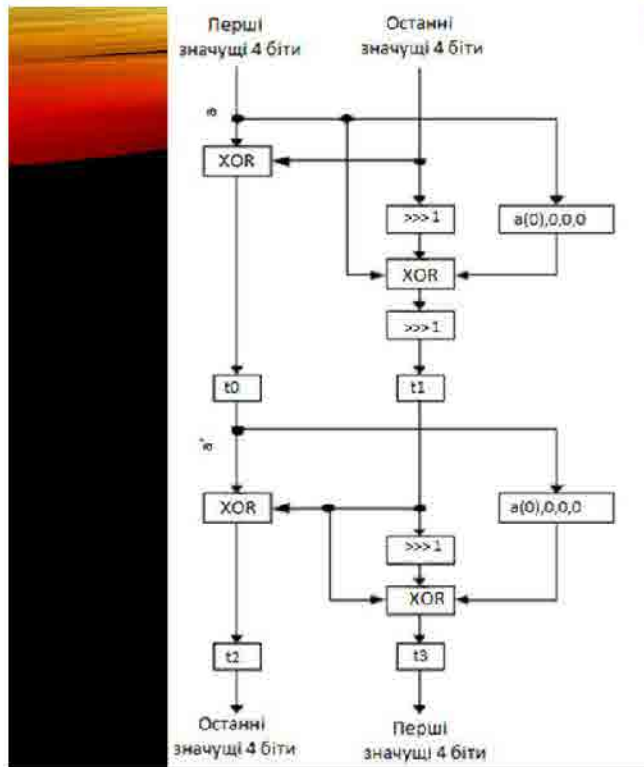 Перші
значущі 4 біти
Останні
значущі 4 біти
a
XOR
>>> 1
a(0),0,0,0
XOR
>>> 1
t0
t1
a'
XOR
a(0),0,0,0
>>> 1
XOR
t2
t3
Останні
значущі 4 біти
Перші
значущі 4 біти